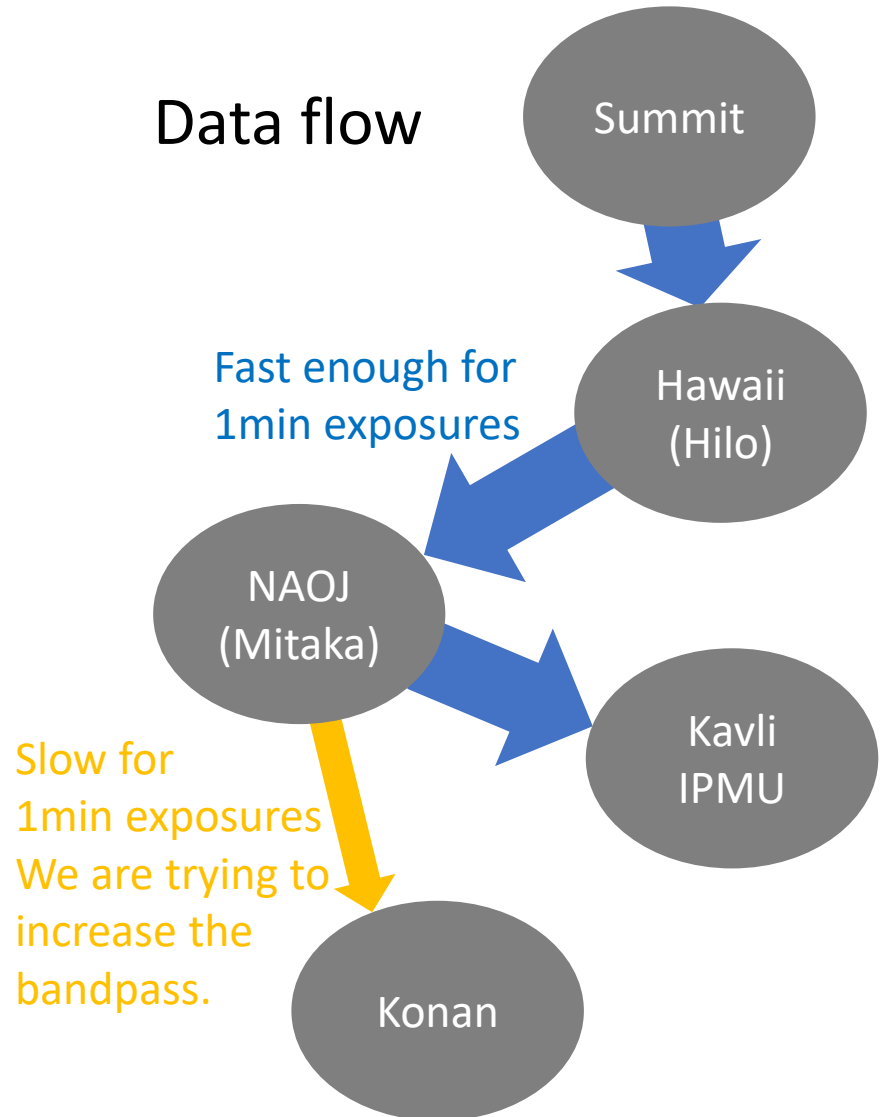 Data flow
Summit
Fast enough for
1min exposures
Hawaii
(Hilo)
NAOJ
(Mitaka)
Kavli
IPMU
Slow for
1min exposures
We are trying to
increase the
bandpass.
Konan